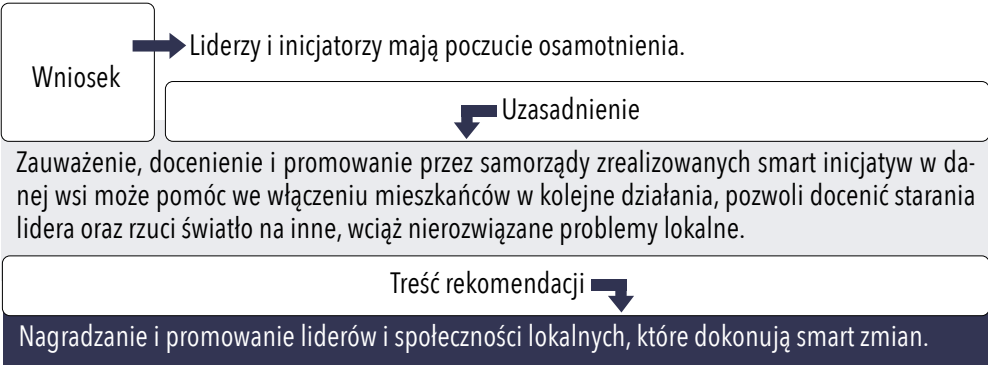 Wniosek
Liderzy i inicjatorzy mają poczucie osamotnienia.
Uzasadnienie
Zauważenie, docenienie i promowanie przez samorządy zrealizowanych smart inicjatyw w da-
nej wsi może pomóc we włączeniu mieszkańców w kolejne działania, pozwoli docenić starania
lidera oraz rzuci światło na inne, wciąż nierozwiązane problemy lokalne.
Treść rekomendacji
Nagradzanie i promowanie liderów i społeczności lokalnych, które dokonują smart zmian.